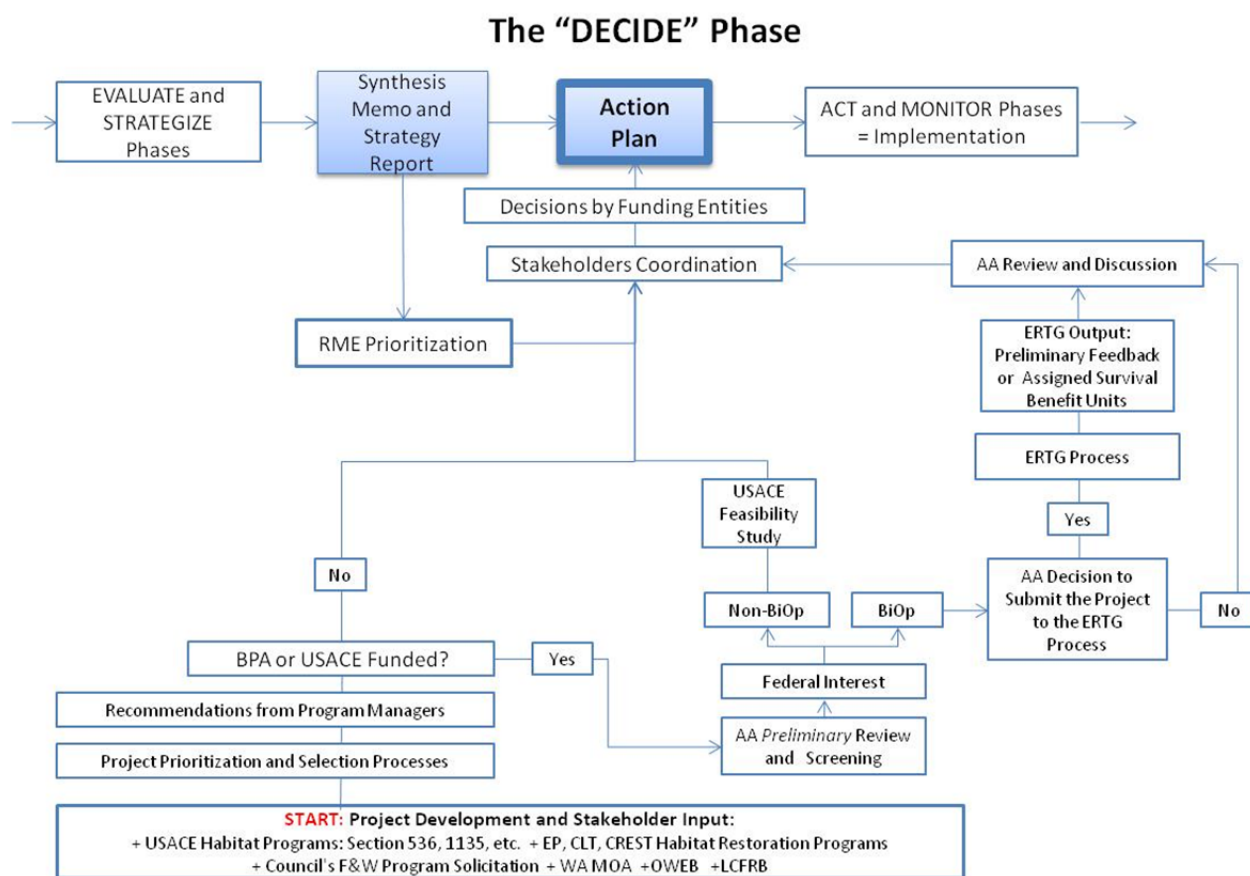 The “DECIDE” Phase
EVALUATE and
STRATEGIZE
Phases
Synthesis
Memo and
Strategy
Report
Action
Plan
ACT and MONITOR Phases
= Implementation
Decisions by Funding Entities
Stakeholders Coordination
AA Review and Discussion
RME Prioritization
ERTG Output:
Preliminary Feedback
or Assigned Survival
Benefit Units
ERTG Process
USACE
Feasibility
Study
Yes
No
AA Decision to
Submit the Project
to the ERTG
Process
No
Non-BiOp
BiOp
BPA or USACE Funded?
Yes
Federal Interest
Recommendations from Program Managers
AA Preliminary Review
and Screening
Project Prioritization and Selection Processes
START: Project Development and Stakeholder Input:
+ USACE Habitat Programs: Section 536, 1135, etc. + EP, CLT, CREST Habitat Restoration Programs
+ Council's F&W Program Solicitation + WA MOA +OWEB +LCFRB